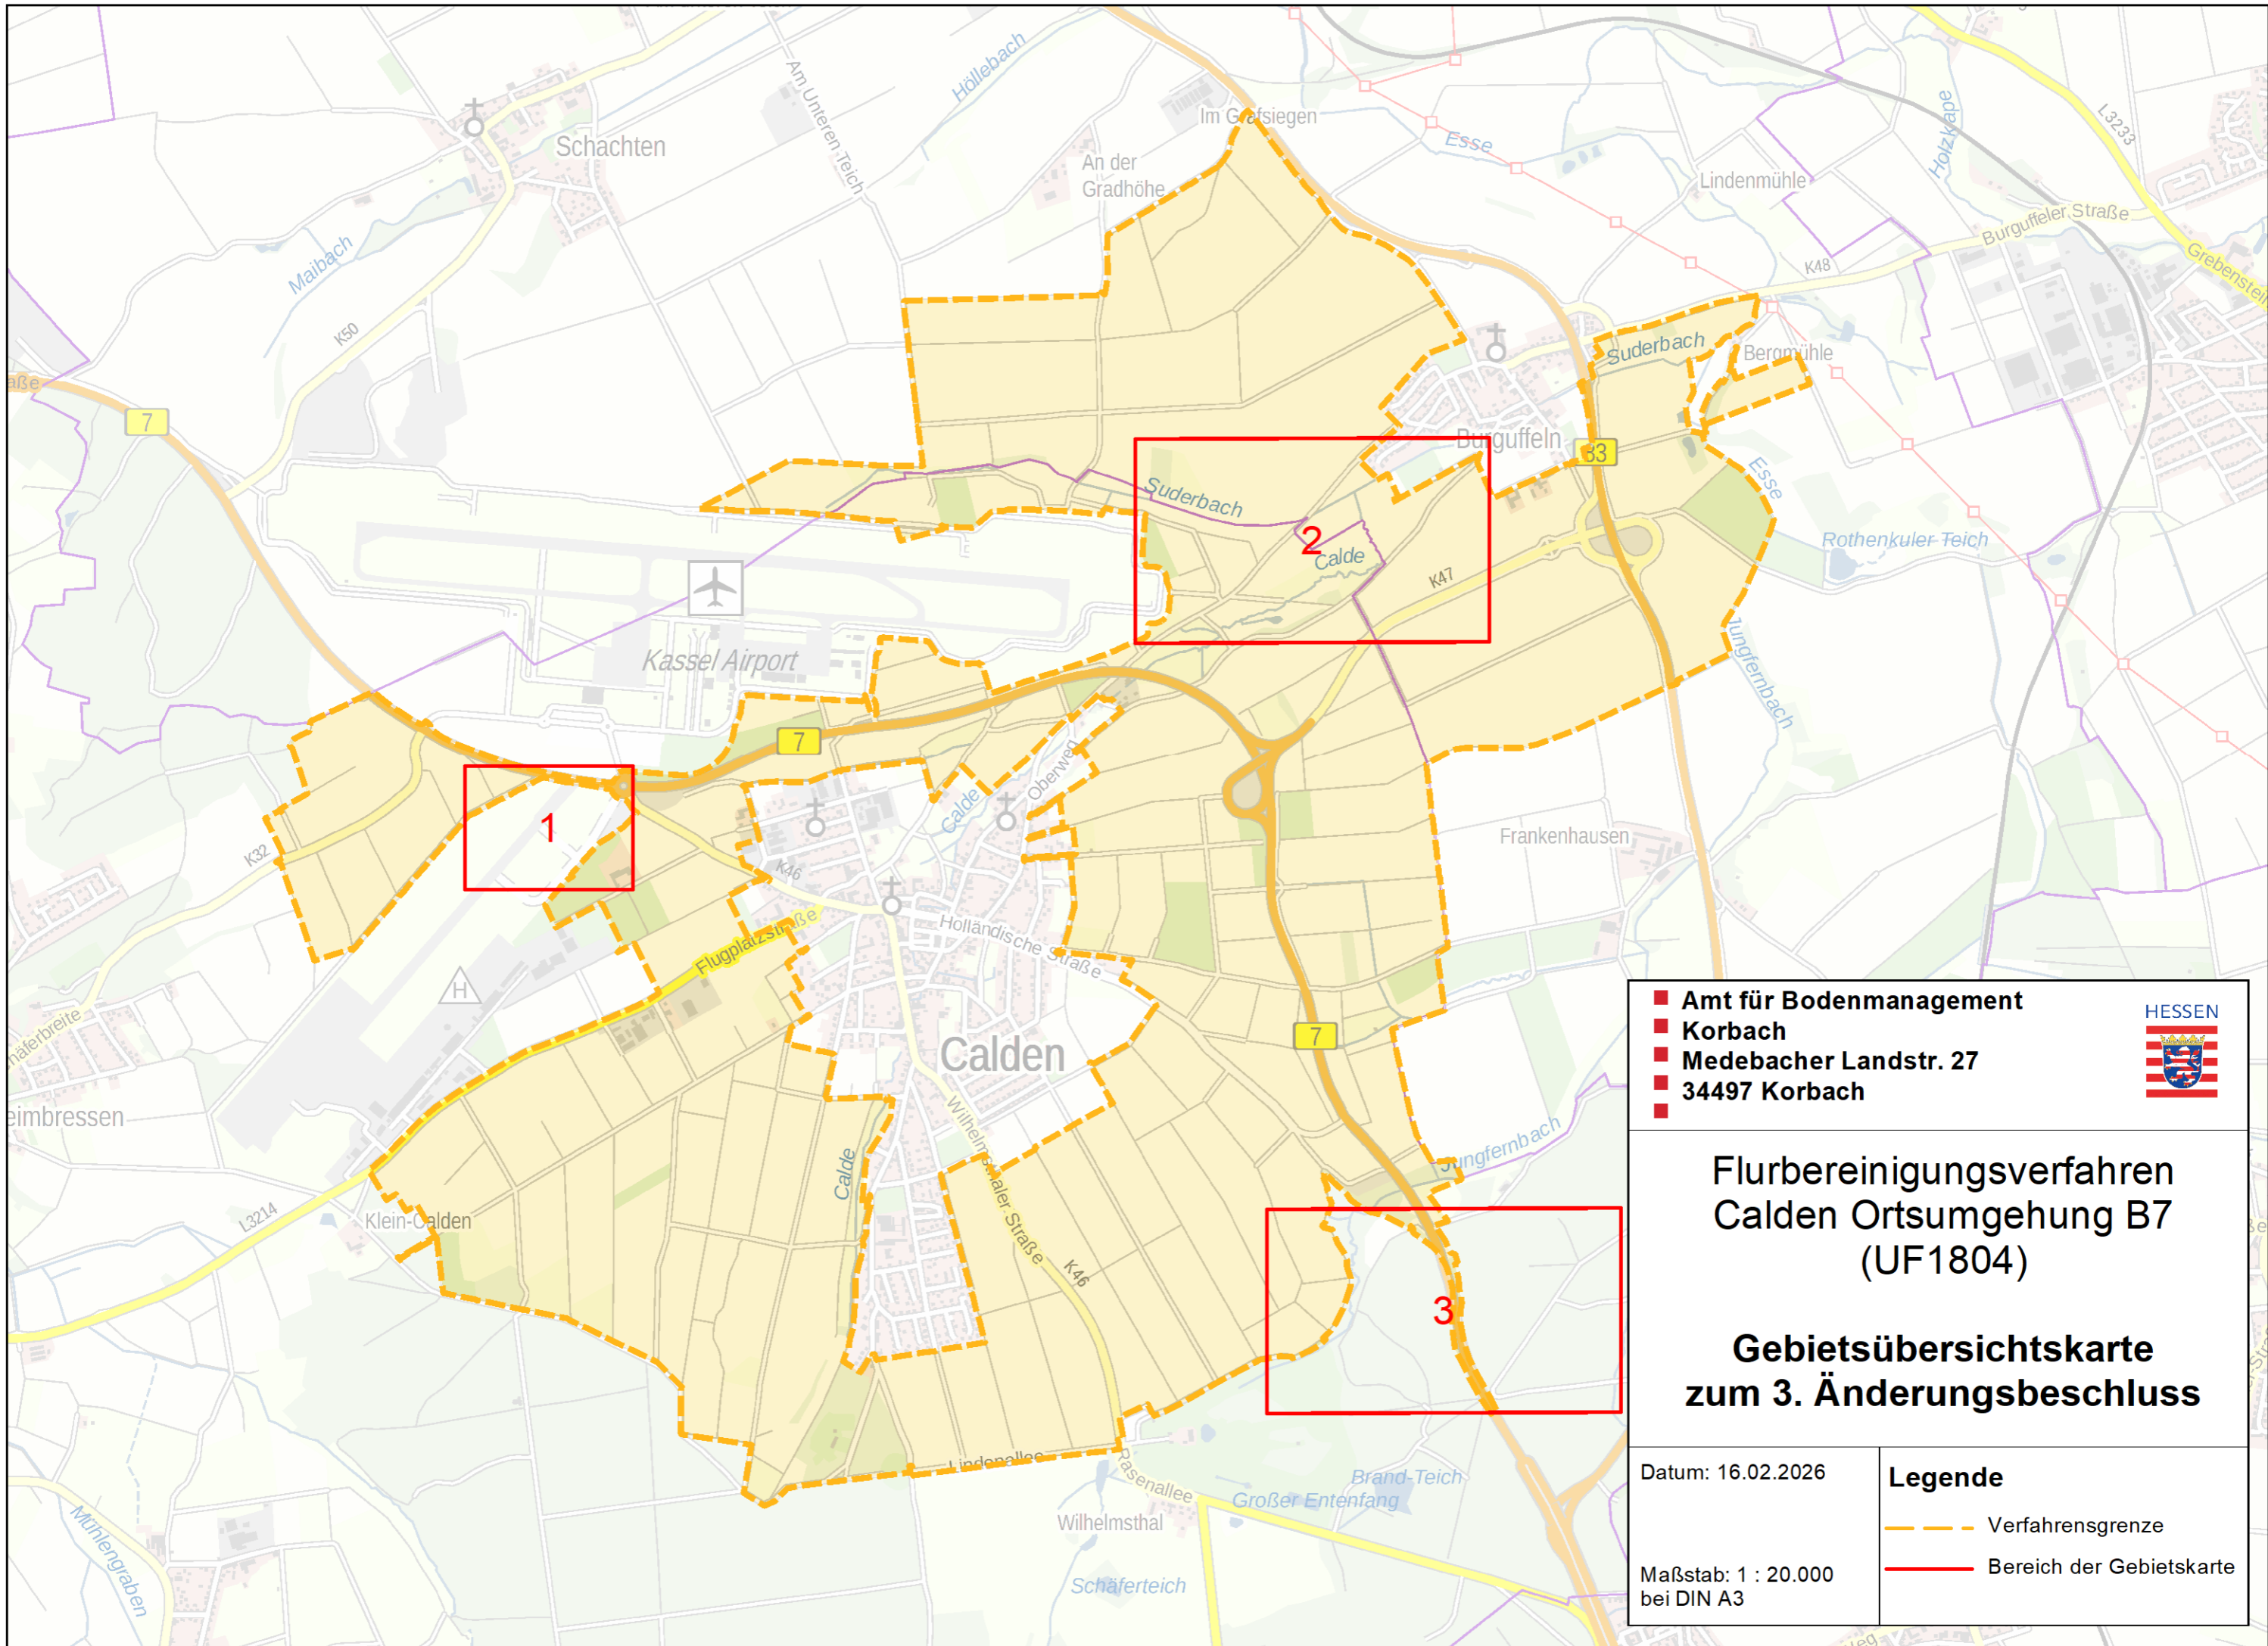 Höllebach
Am Unteren Teich
Im Grafsiegen
Schachten
An der
Gradhöhe
Esse
Holzkape
L3233
Lindenmühle
Burguffeler Straße
Grebenstein
K48
Maibach
K50
aße
7
Suderbach
Bergmühle
Burguffeln
83
Suderbach
Esse
2
Calde
K47
Rothenkuler Teich
Kassel Airport
Jungfernbach
7
Oberweg
Calde
1
K32
K46
Frankenhausen
Flugplatzstraße
Holländische Straße
H
7
Calden
näferbreite
eimbressen
Wilhelmsthaler Straße
Calde
Jungfernbach
L3214
Klein-Calden
K46
3
Lindenallee
Rasenallee
Brand-Teich
Großer Entenfang
Wilhelmsthal
Mühlengraben
Schäferteich
Amt für Bodenmanagement
Korbach
Medebacher Landstr. 27
34497 Korbach
HESSEN
Flurbereinigungsverfahren
Calden Ortsumgehung B7
(UF1804)
Gebietsübersichtskarte
zum 3. Änderungsbeschluss
Datum: 16.02.2026
Maßstab: 1 : 20.000
bei DIN A3
Legende
Verfahrensgrenze
Bereich der Gebietskarte